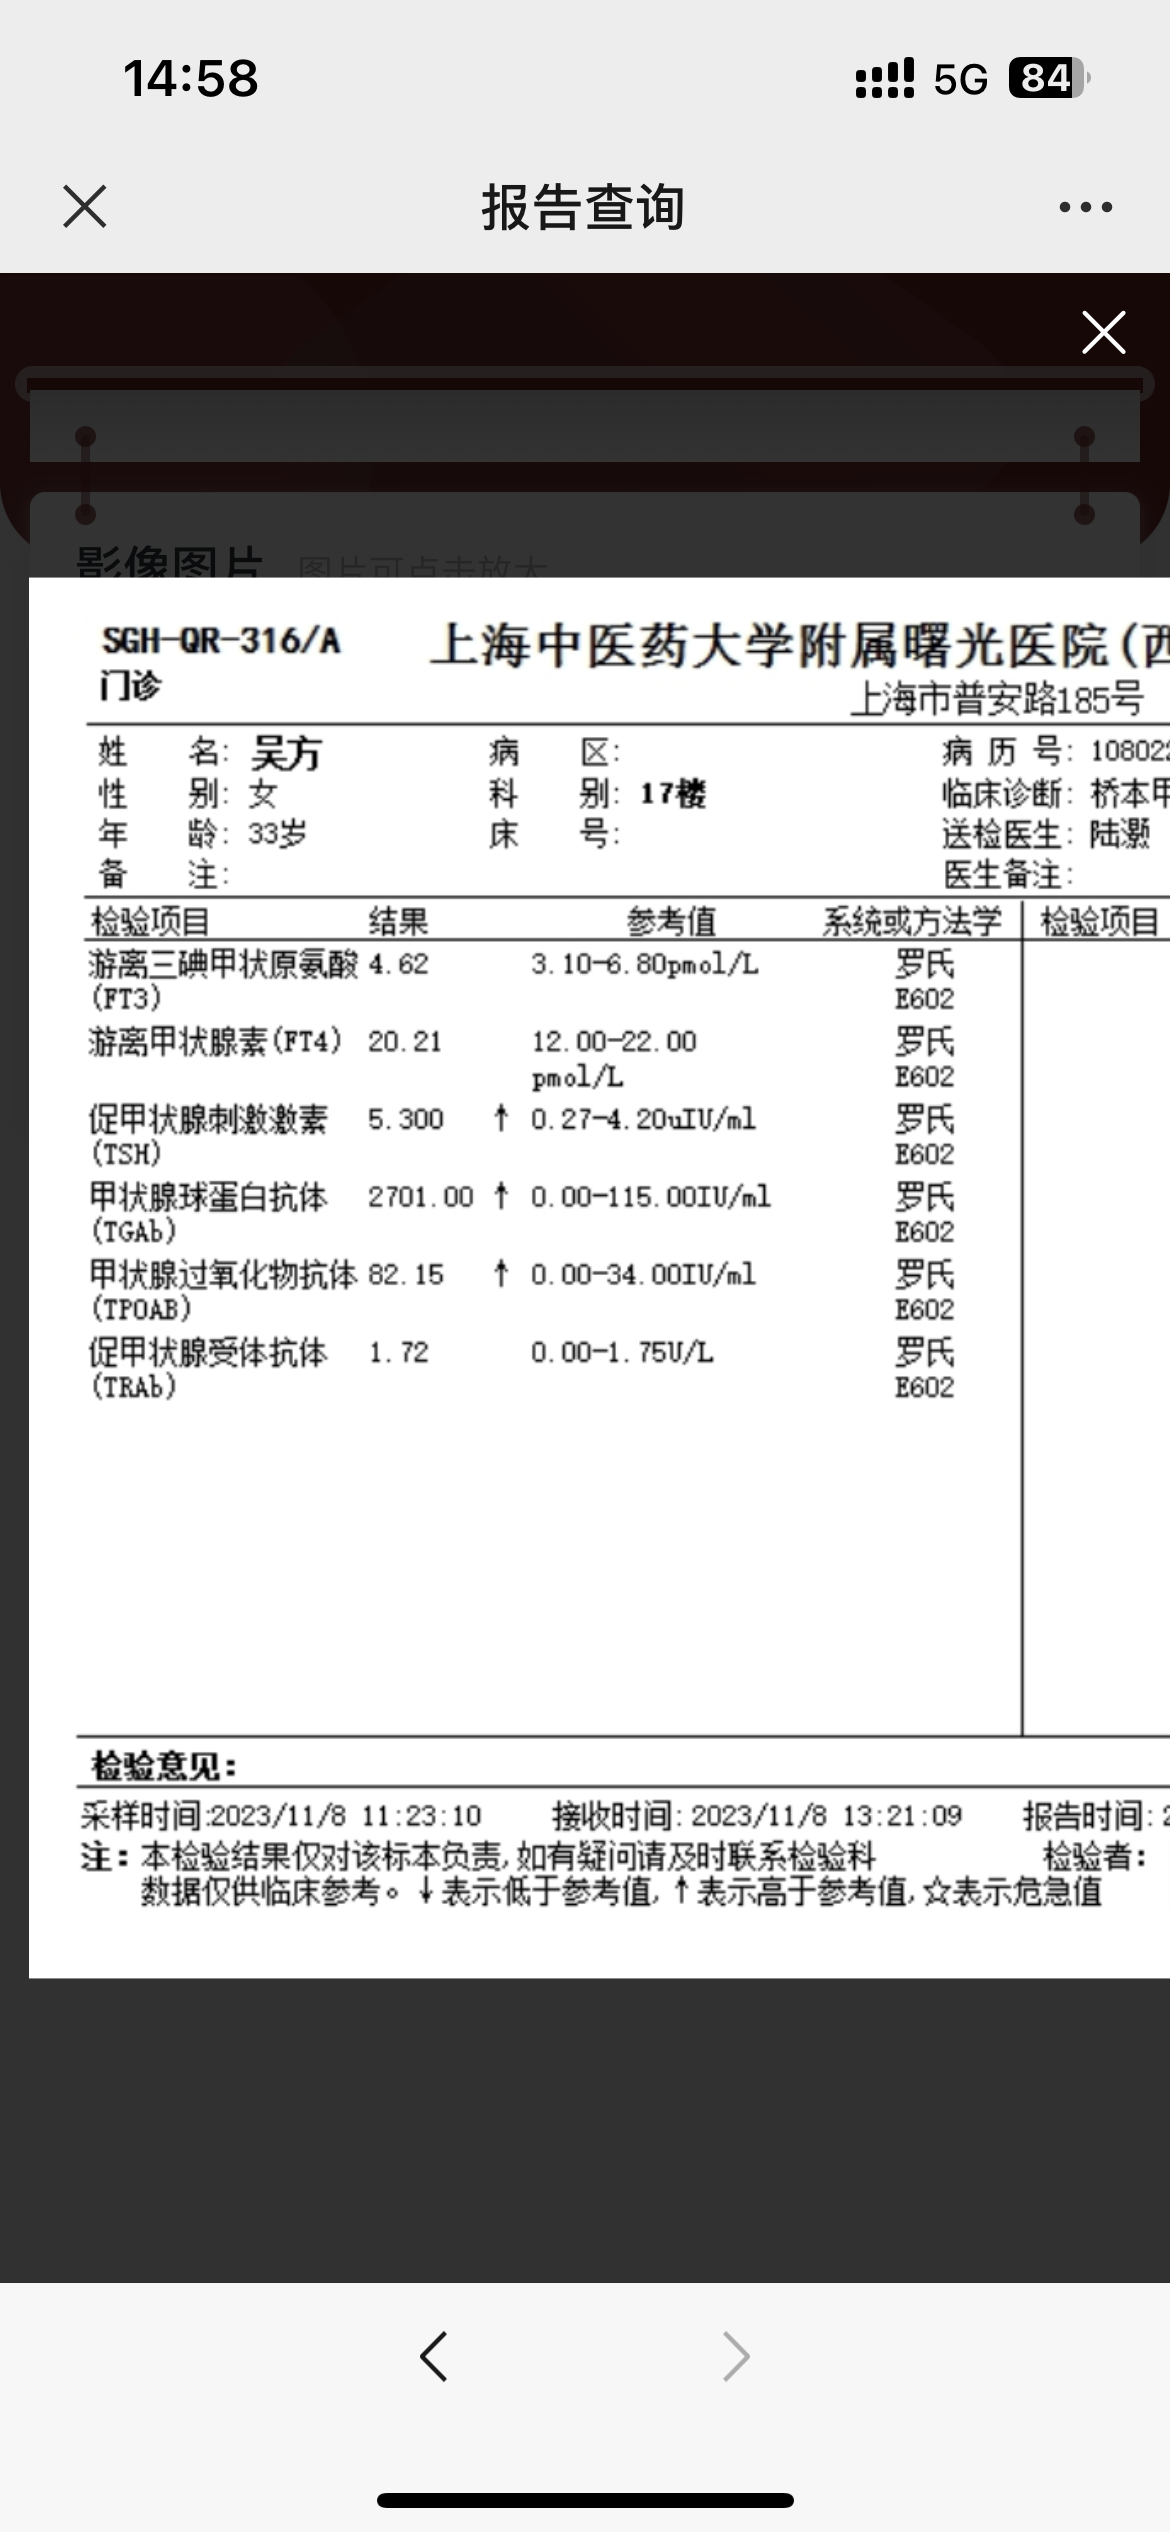 14:58
5G 84
报告查询
影像图片 图片可点击放大
SGH-QR-316/A 上海中医药大学附属曙光医院(西
门诊
上海市普安路185号
姓 名: 吴方 病 区: 病 历 号: 108022
性 别: 女 科 别: 17楼 临床诊断: 桥本甲
年 龄: 33岁 床 号: 送检医生: 陆灏
备 注: 医生备注:
检验项目 结果 参考值 系统或方法学 检验项目
游离三碘甲状原氨酸 4.62 3.10-6.80pmol/L 罗氏
(FT3) E602
游离甲状腺素(FT4) 20.21 12.00-22.00 罗氏
pmol/L E602
促甲状腺刺激激素 5.300 ↑ 0.27-4.20uIU/ml 罗氏
(TSH) E602
甲状腺球蛋白抗体 2701.00 ↑ 0.00-115.00IU/ml 罗氏
(TGAb) E602
甲状腺过氧化物抗体 82.15 ↑ 0.00-34.00IU/ml 罗氏
(TPOAB) E602
促甲状腺受体抗体 1.72 0.00-1.75U/L 罗氏
(TRAb) E602
检验意见:
采样时间:2023/11/8 11:23:10 接收时间: 2023/11/8 13:21:09 报告时间: 2
注: 本检验结果仅对该标本负责,如有疑问请及时联系检验科 检验者:
数据仅供临床参考。↓表示低于参考值,↑表示高于参考值,☆表示危急值